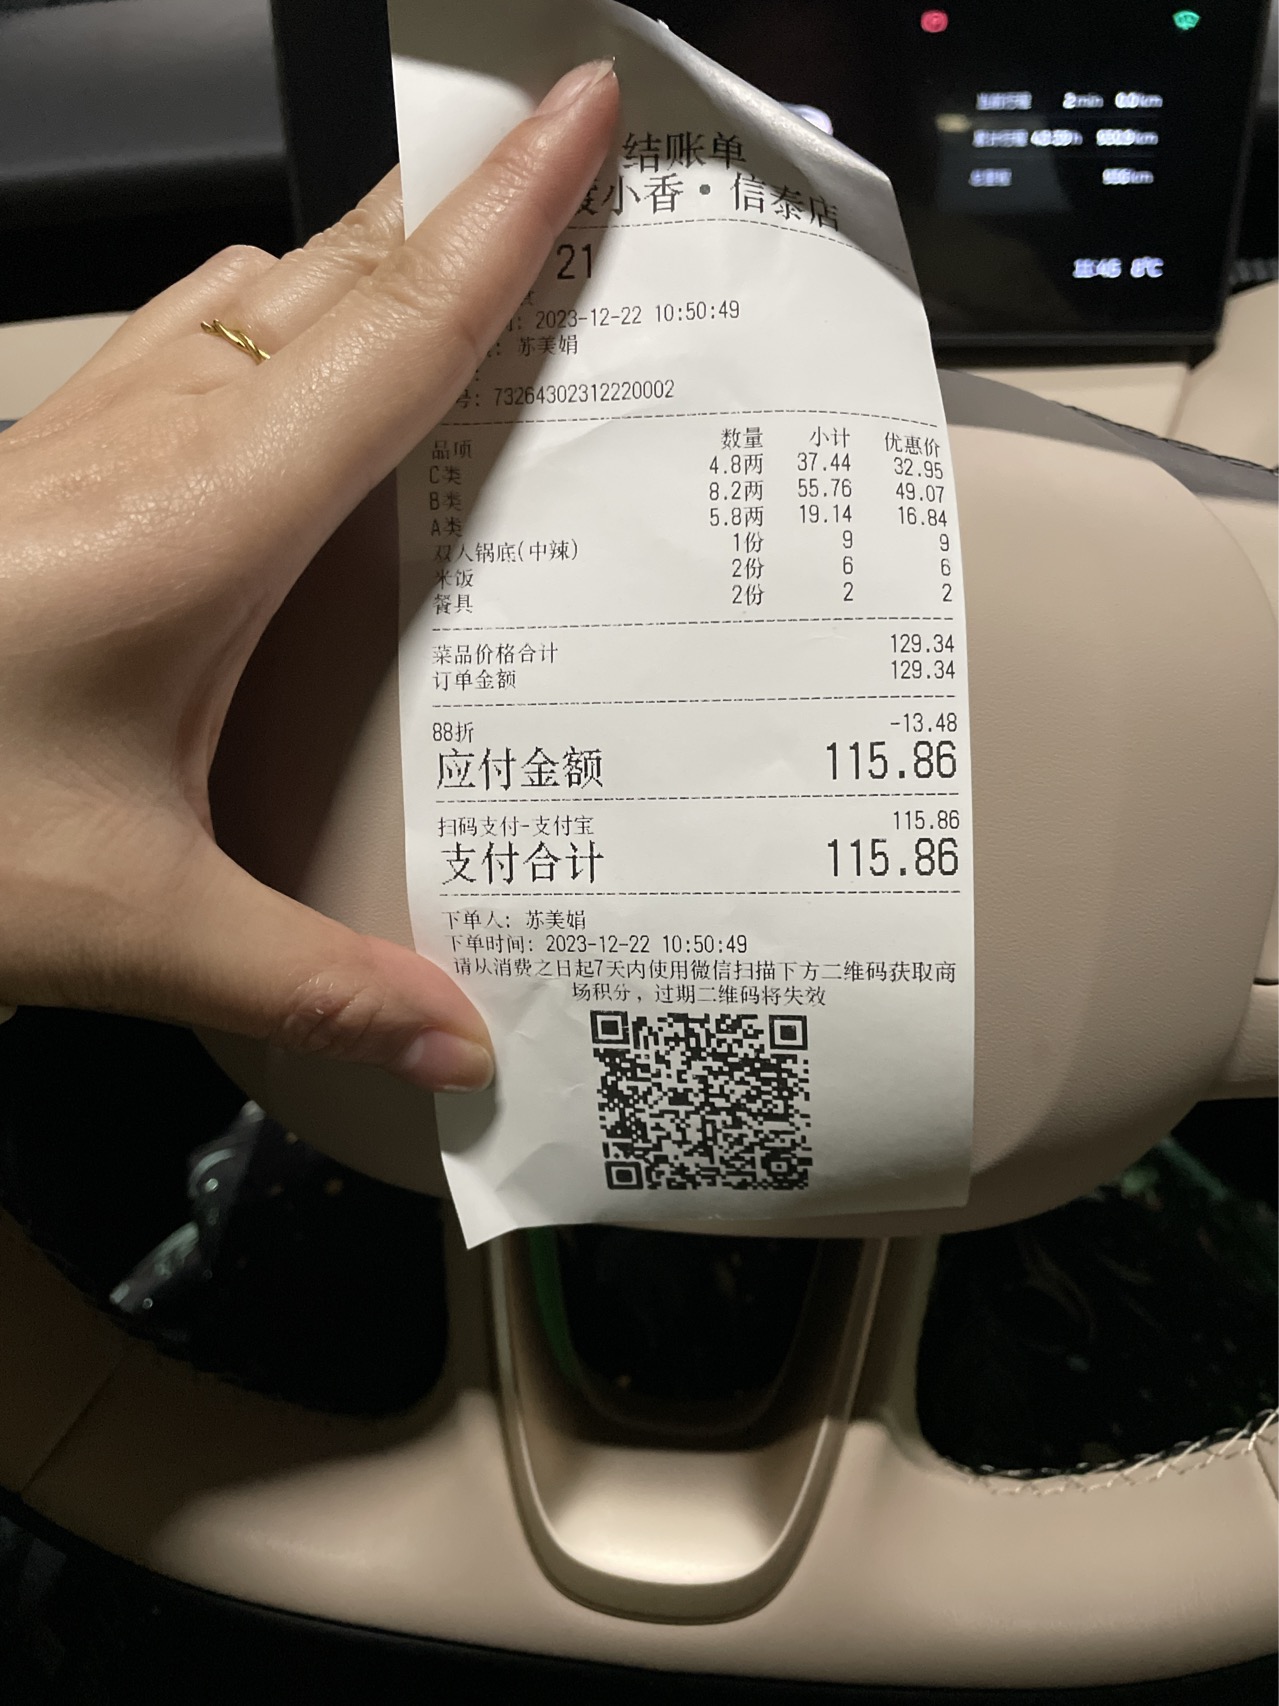 结账单
小香·信泰店
21
: 2023-12-22 10:50:49
: 苏美娟
号: 73264302312220002
品项 数量 小计 优惠价
C类 4.8两 37.44 32.95
B类 8.2两 55.76 49.07
A类 5.8两 19.14 16.84
双人锅底(中辣) 1份 9 9
米饭 2份 6 6
餐具 2份 2 2
菜品价格合计 129.34
订单金额 129.34
88折 -13.48
应付金额 115.86
扫码支付-支付宝 115.86
支付合计 115.86
下单人: 苏美娟
下单时间: 2023-12-22 10:50:49
请从消费之日起7天内使用微信扫描下方二维码获取商
场积分，过期二维码将失效